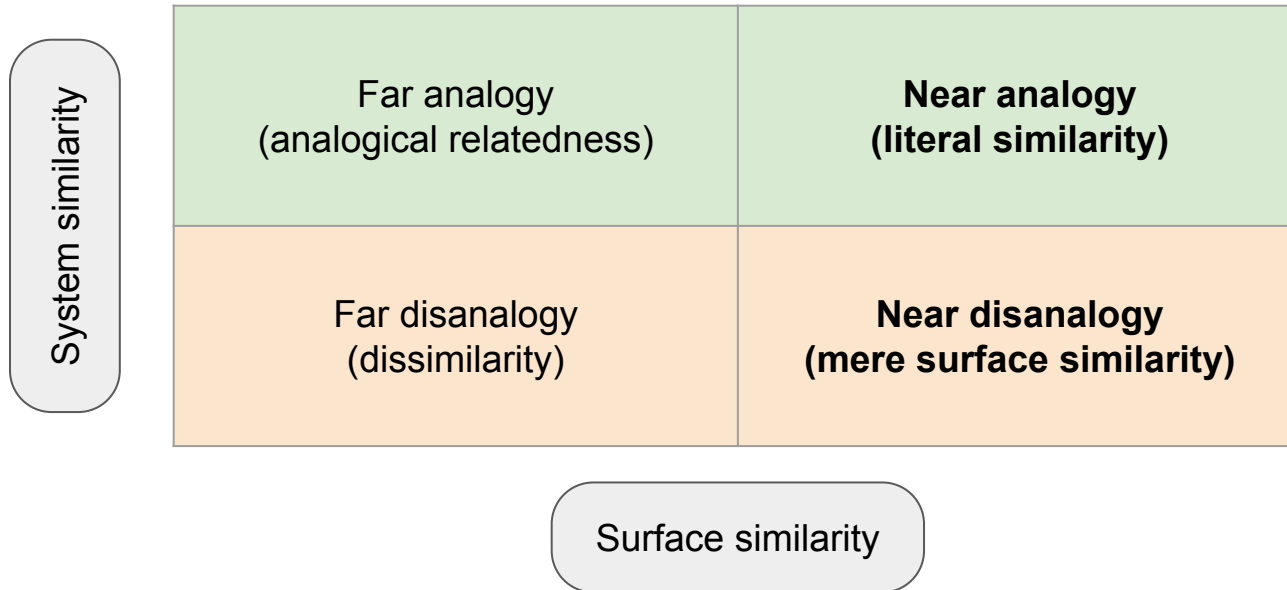 System similarity
Far analogy
(analogical relatedness)
Near analogy
(literal similarity)
Far disanalogy
(dissimilarity)
Near disanalogy
(mere surface similarity)
Surface similarity